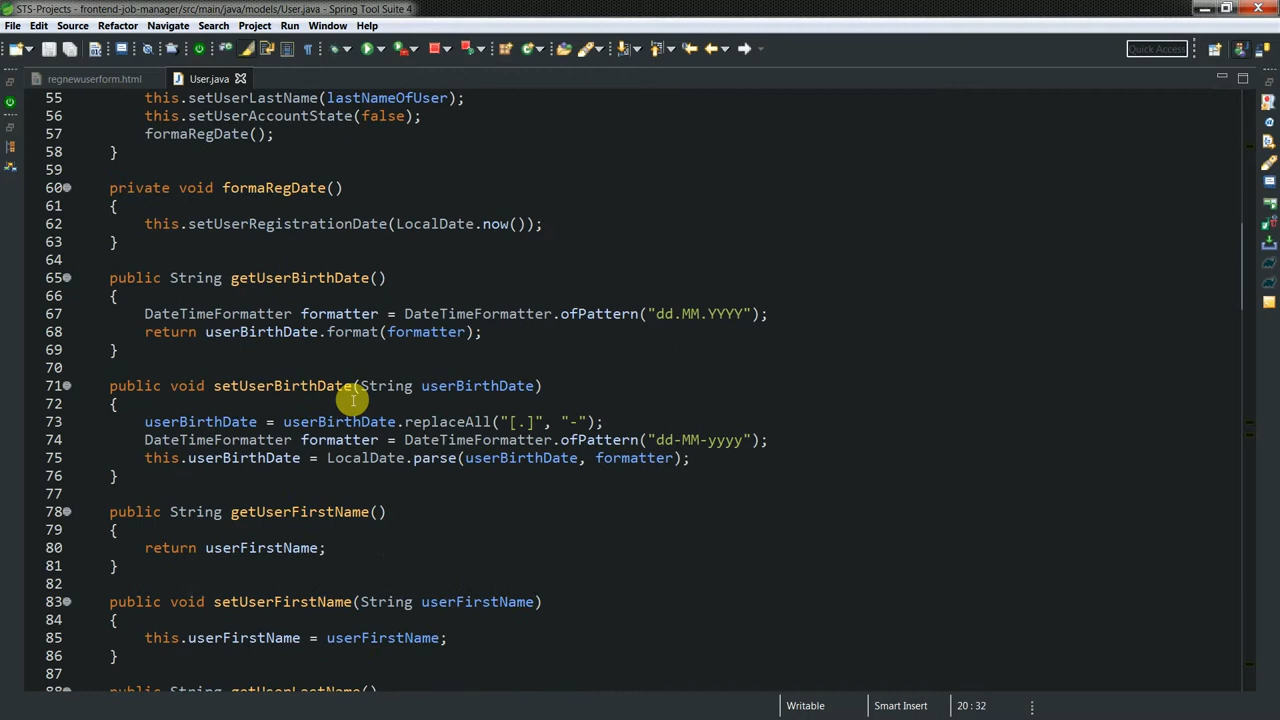 STS-Projects - frontend-job-manager/src/main/java/models/User.java - Spring Tool Suite 4
File Edit Source Refactor Navigate Search Project Run Window Help
Quick Access
regnewuserform.html User.java
55 this.setUserLastName(lastNameOfUser);
56 this.setUserAccountState(false);
57 formaRegDate();
58 }
59
60 private void formaRegDate()
61 {
62 this.setUserRegistrationDate(LocalDate.now());
63 }
64
65 public String getUserBirthDate()
66 {
67 DateTimeFormatter formatter = DateTimeFormatter.ofPattern("dd.MM.YYYY");
68 return userBirthDate.format(formatter);
69 }
70
71 public void setUserBirthDate(String userBirthDate)
72 {
73 userBirthDate = userBirthDate.replaceAll("[.]", "-");
74 DateTimeFormatter formatter = DateTimeFormatter.ofPattern("dd-MM-yyyy");
75 this.userBirthDate = LocalDate.parse(userBirthDate, formatter);
76 }
77
78 public String getUserFirstName()
79 {
80 return userFirstName;
81 }
82
83 public void setUserFirstName(String userFirstName)
84 {
85 this.userFirstName = userFirstName;
86 }
87
88 public String getUserLastName()
Writable Smart Insert 20 : 32